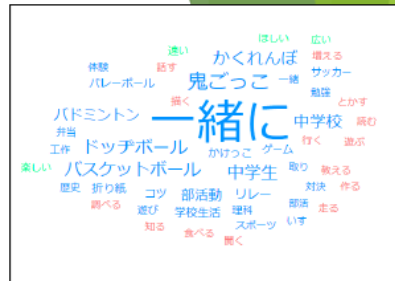 速い ほしい 広い
体験 話す かくれんぼ 増える
バレーボール 鬼ごっこ 一緒 サッカー
描く 勉強 とかす
バドミントン 一緒に 中学校 読む
弁当 行く 遊ぶ
工作 ドッチボール かけっこ ゲーム
楽しい バスケットボール 中学生 取り 教える
歴史 折り紙 コツ 部活動 リレー 対決 作る
調べる 遊び 学校生活 理科 部活 走る
知る 食べる スポーツ いす
聞く